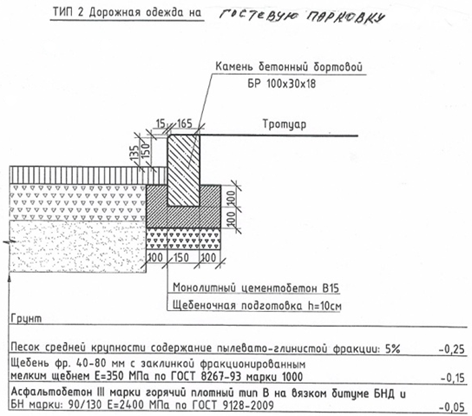 ТИП 2 Дорожная одежда на гостевую парковку
Камень бетонный бортовой
БР 100х30х18
15 165
Тротуар
135
150
100
100
100 150 100
Монолитный цементобетон В15
Щебеночная подготовка h=10см
Грунт
Песок средней крупности содержание пылевато-глинистой фракции: 5% -0,25
Щебень фр. 40-80 мм с заклинкой фракционированным
мелким щебнем Е=350 МПа по ГОСТ 8267-93 марки 1000 -0,15
Асфальтобетон III марки горячий плотный тип В на вязком битуме БНД и
БН марки: 90/130 Е=2400 МПа по ГОСТ 9128-2009 -0,05